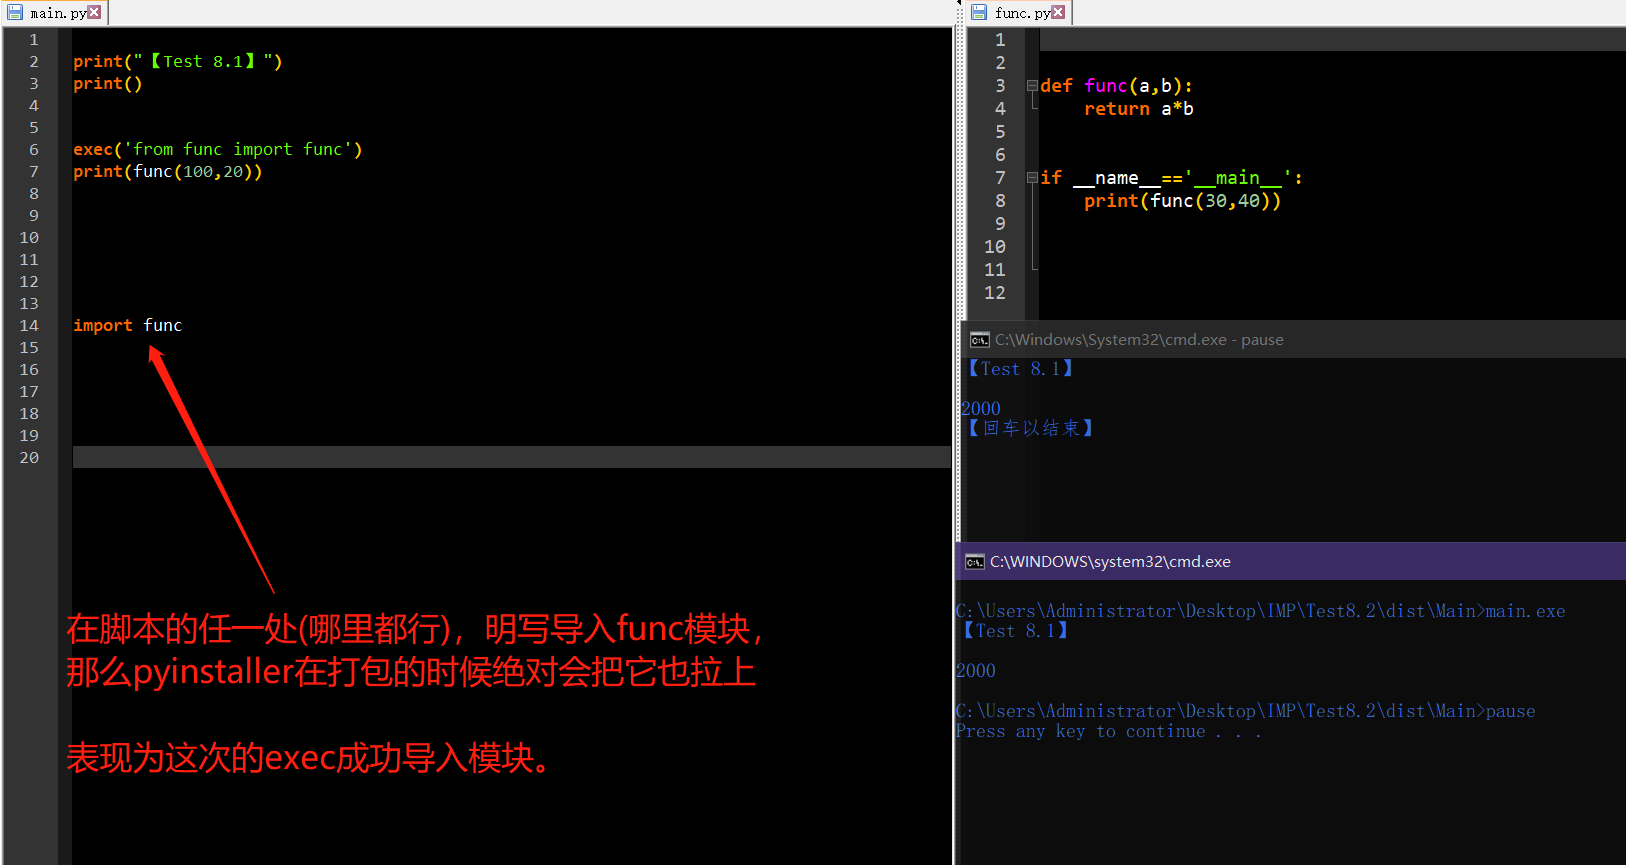 main.py
1
2 print("【Test 8.1】")
3 print()
4
5
6 exec('from func import func')
7 print(func(100,20))
8
9
10
11
12
13
14 import func
15
16
17
18
19
20
在脚本的任一处(哪里都行)，明写导入func模块，
那么pyinstaller在打包的时候绝对会把它也拉上
表现为这次的exec成功导入模块。
func.py
1
2
3 def func(a,b):
4 return a*b
5
6
7 if __name__=='__main__':
8 print(func(30,40))
9
10
11
12
C:\Windows\System32\cmd.exe - pause
【Test 8.1】
2000
【回车以结束】
C:\WINDOWS\system32\cmd.exe
C:\Users\Administrator\Desktop\IMP\Test8.2\dist\Main>main.exe
【Test 8.1】
2000
C:\Users\Administrator\Desktop\IMP\Test8.2\dist\Main>pause
Press any key to continue . . .